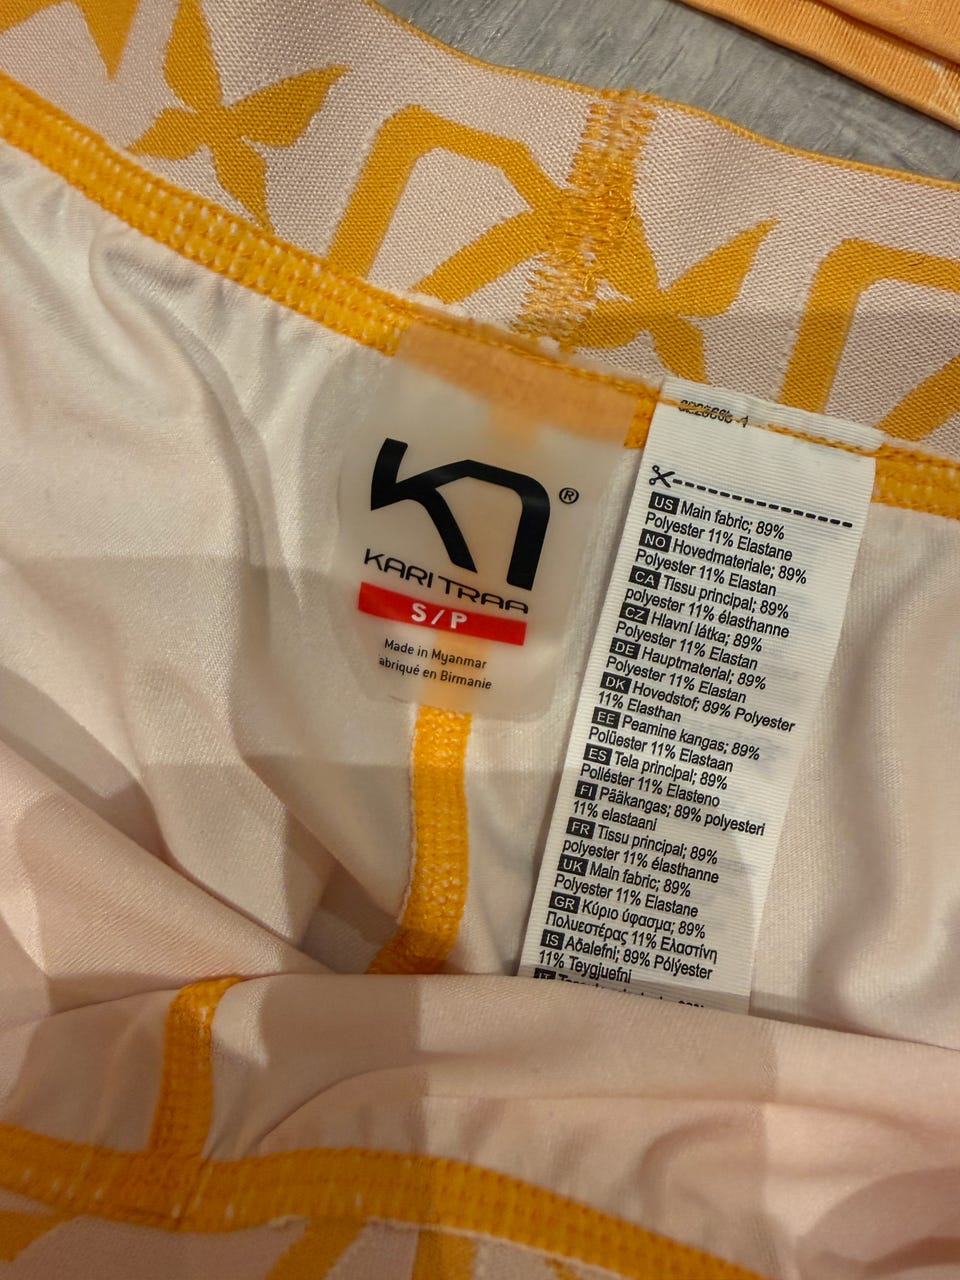 ®
KARI TRAA
S/P
Made in Myanmar
abriqué en Birmanie
US Main fabric; 89%
Polyester 11% Elastane
NO Hovedmateriale; 89%
Polyester 11% Elastan
CA Tissu principal; 89%
polyester 11% élasthanne
CZ Hlavní látka; 89%
Polyester 11% Elastan
DE Hauptmaterial; 89%
Polyester 11% Elastan
DK Hovedstof; 89% Polyester
11% Elasthan
EE Peamine kangas; 89%
Polüester 11% Elastaan
ES Tela principal; 89%
Poliéster 11% Elasteno
FI Pääkangas; 89% polyesteri
11% elastaani
FR Tissu principal; 89%
polyester 11% élasthanne
UK Main fabric; 89%
Polyester 11% Elastane
GR Κύριο ύφασμα; 89%
Πολυεστέρας 11% Ελαστίνη
IS Aðalefni; 89% Pólýester
11% Teygjuefni
IT